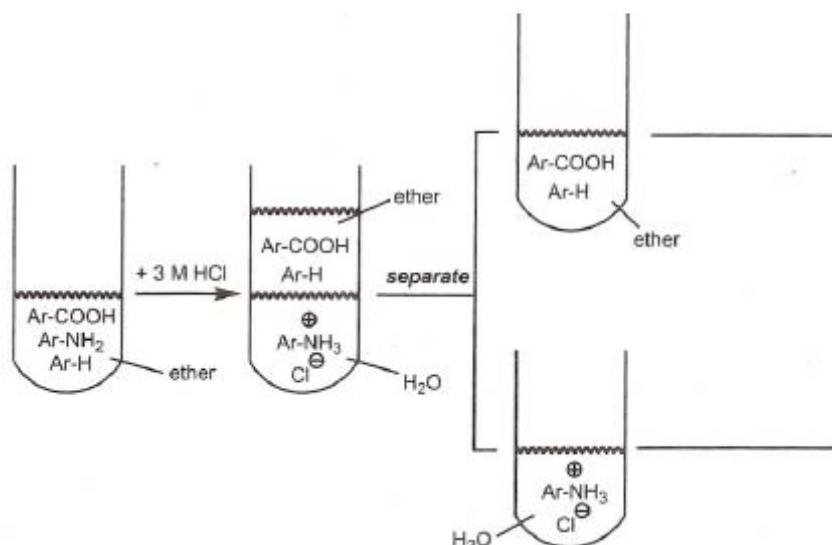 Ar-COOH
Ar-NH₂
Ar-H
ether
+ 3 M HCl
ether
Ar-COOH
Ar-H
⊕
Ar-NH₃
⊖
Cl
H₂O
separate
Ar-COOH
Ar-H
ether
⊕
Ar-NH₃
⊖
Cl
H₂O